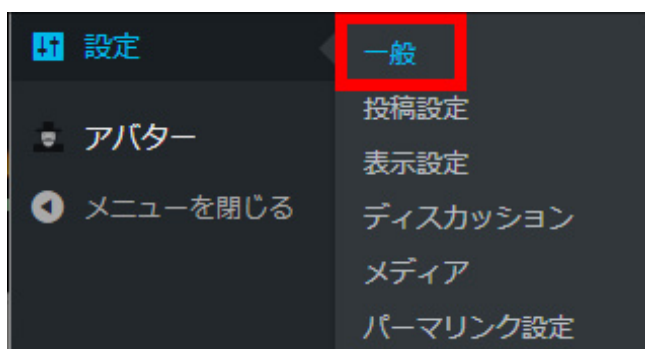 設定
アバター
メニューを閉じる
一般
投稿設定
表示設定
ディスカッション
メディア
パーマリンク設定